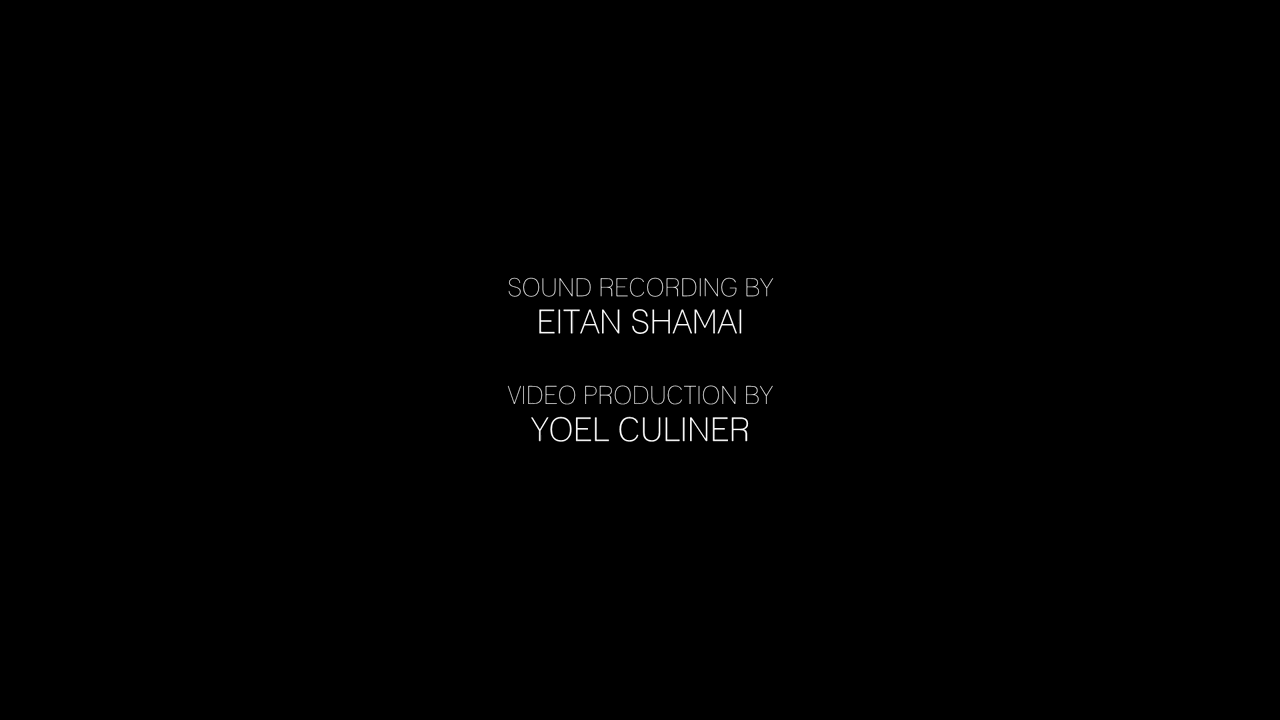 SOUND RECORDING BY
EITAN SHAMAI
VIDEO PRODUCTION BY
YOEL CULINER